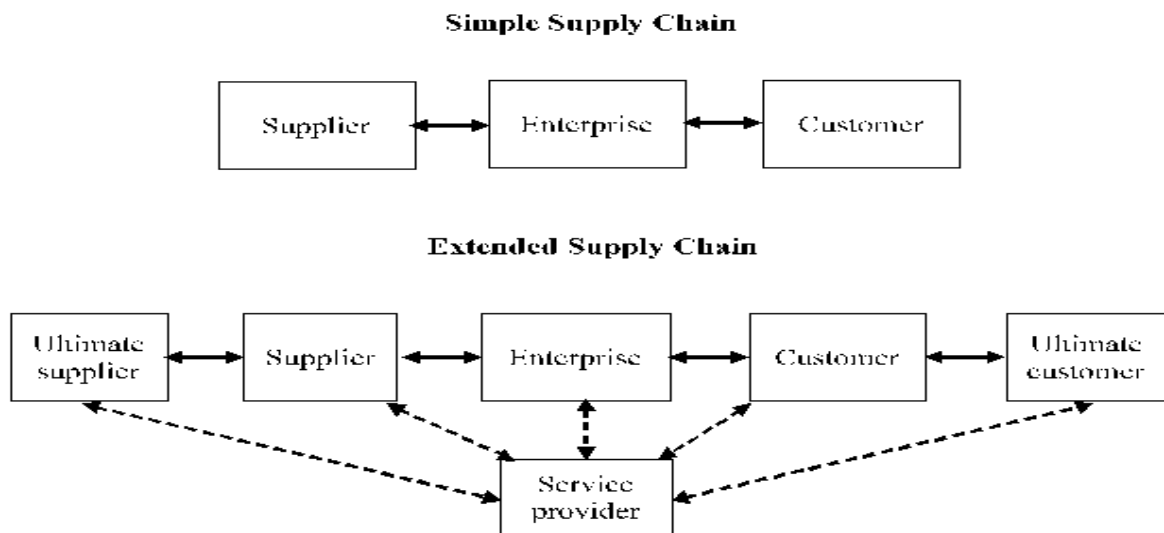 Simple Supply Chain
Supplier
Enterprise
Customer
Extended Supply Chain
Ultimate
supplier
Supplier
Enterprise
Customer
Ultimate
customer
Service
provider